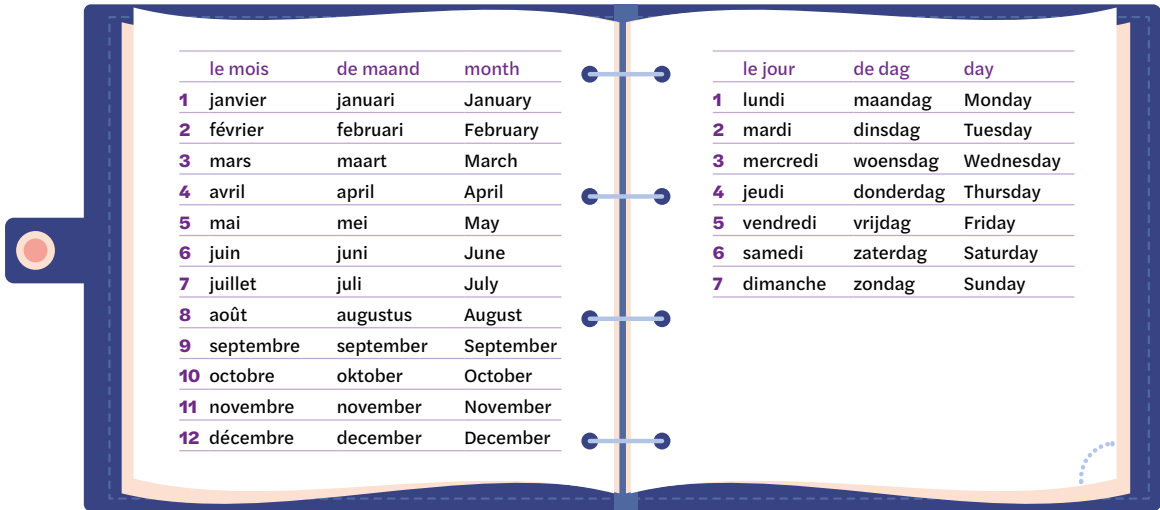 le mois de maand month
1 janvier januari January
2 février februari February
3 mars maart March
4 avril april April
5 mai mei May
6 juin juni June
7 juillet juli July
8 août augustus August
9 septembre september September
10 octobre oktober October
11 novembre november November
12 décembre december December
le jour de dag day
1 lundi maandag Monday
2 mardi dinsdag Tuesday
3 mercredi woensdag Wednesday
4 jeudi donderdag Thursday
5 vendredi vrijdag Friday
6 samedi zaterdag Saturday
7 dimanche zondag Sunday